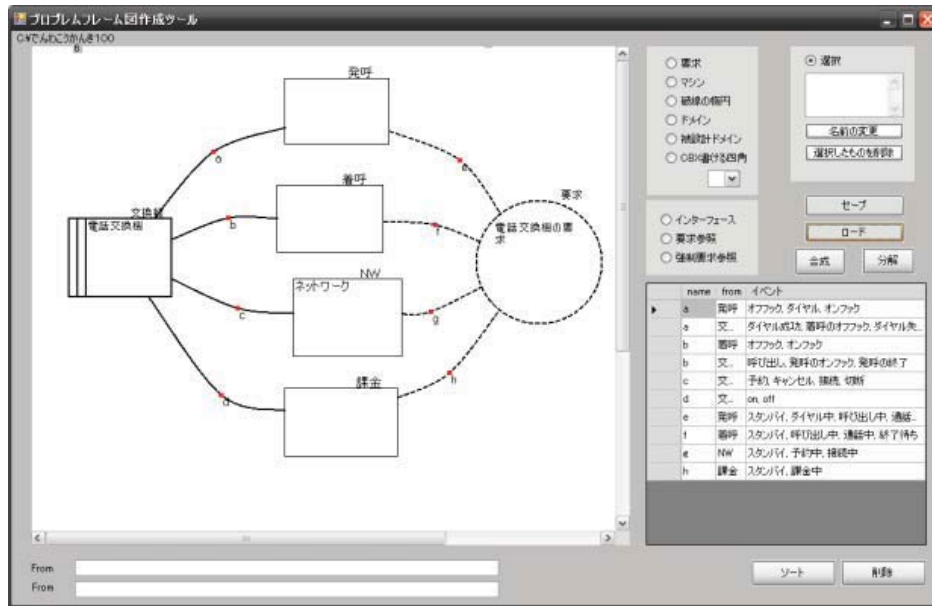 プロブレムフレーム図作成ツール
C:¥でんわこうかんき100
発呼
a
e
着呼
b
f
交換機
電話交換機
要求
電話交換機の要
求
NW
ネットワーク
c
g
課金
d
h
要求
マシン
破線の楕円
ドメイン
被設計ドメイン
CBX書ける四角
選択
名前の変更
選択したものを削除
インターフェース
要求参照
強制要求参照
セーブ
ロード
合成
分解
name from イベント
a 発呼 オフフック, ダイヤル, オンフック
a 交... ダイヤル成功, 着呼のオフフック, ダイヤル失...
b 着呼 オフフック, オンフック
b 交... 呼び出し, 発呼のオンフック, 発呼の終了
c 交... 予約, キャンセル, 接続, 切断
d 交... on, off
e 発呼 スタンバイ, ダイヤル中, 呼び出し中, 通話...
f 着呼 スタンバイ, 呼び出し中, 通話中, 終了待ち
g NW スタンバイ, 予約中, 接続中
h 課金 スタンバイ, 課金中
From
From
ソート
削除